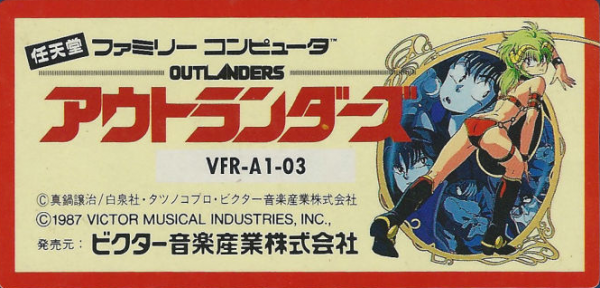 任天堂 ファミリー コンピュータ™
OUTLANDERS
アウトランダーズ
VFR-A1-03
©真鍋譲治/白泉社・タツノコプロ・ビクター音楽産業株式会社
©1987 VICTOR MUSICAL INDUSTRIES, INC.,
発売元: ビクター音楽産業株式会社